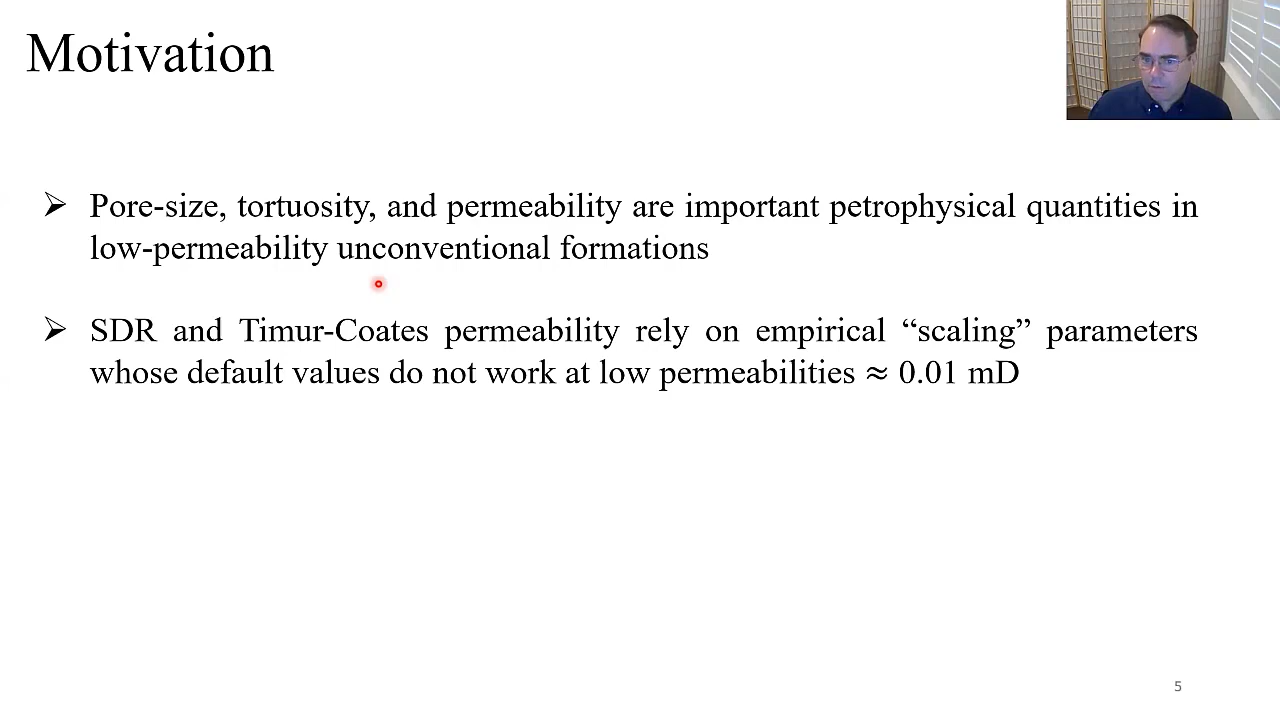 Motivation
➢ Pore-size, tortuosity, and permeability are important petrophysical quantities in
low-permeability unconventional formations
➢ SDR and Timur-Coates permeability rely on empirical “scaling” parameters
whose default values do not work at low permeabilities ≈ 0.01 mD
5